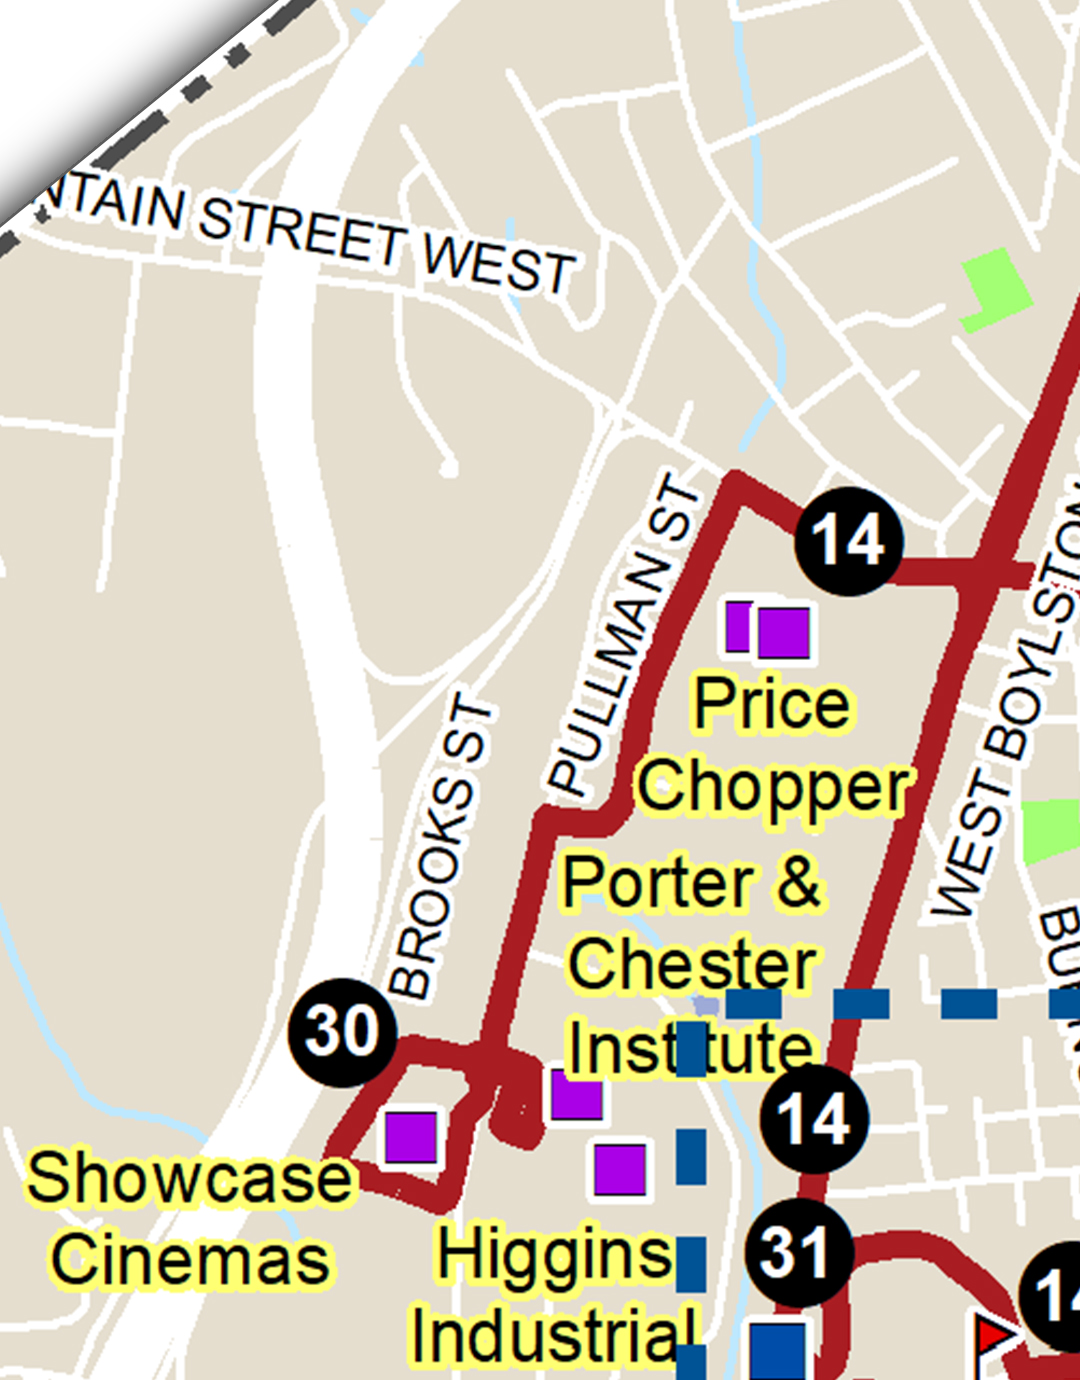 STREET WEST
14
PULLMAN ST
WEST BOYLSTON
Price
Chopper
BROOKS ST
Porter &
Chester
Institute
30
14
Showcase
Cinemas
Higgins
Industrial
31